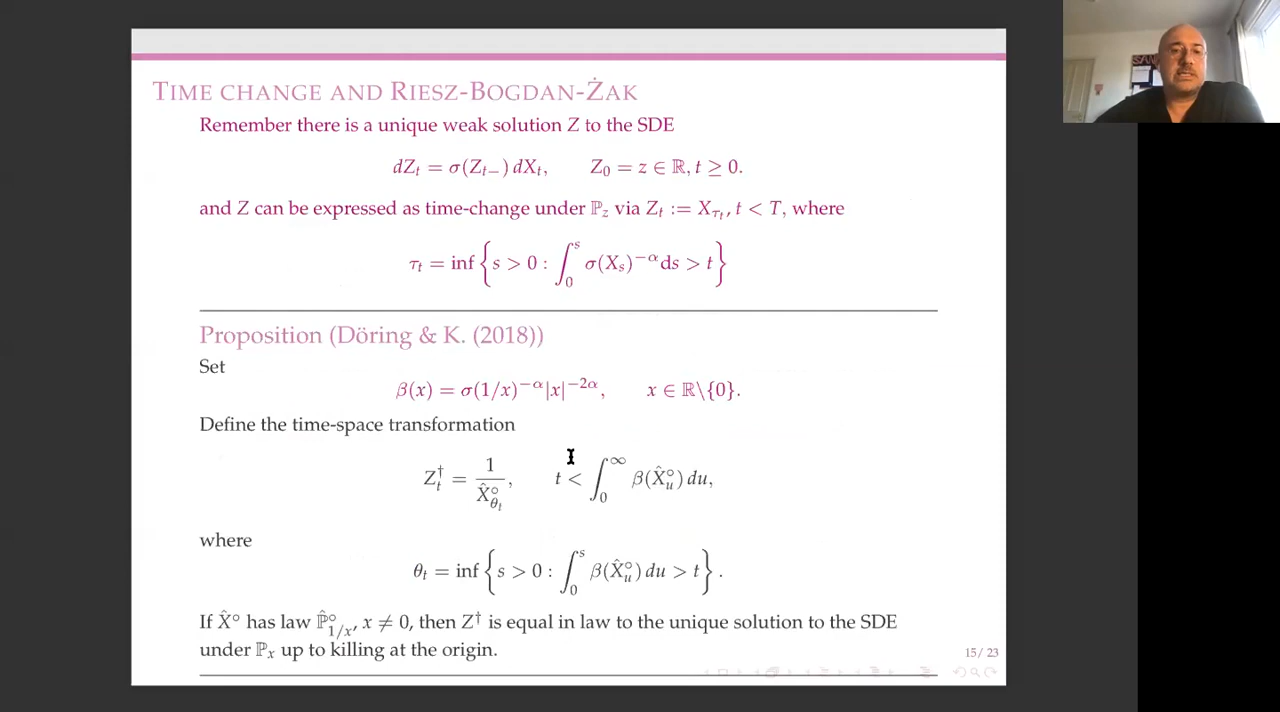 TIME CHANGE AND RIESZ-BOGDAN-ŻAK
Remember there is a unique weak solution Z to the SDE
dZ_t = σ(Z_{t−}) dX_t, Z_0 = z ∈ ℝ, t ≥ 0.
and Z can be expressed as time-change under ℙ_z via Z_t := X_{τ_t}, t < T, where
τ_t = inf { s > 0 : ∫_0^s σ(X_s)^{−α} ds > t }
Proposition (Döring & K. (2018))
Set
β(x) = σ(1/x)^{−α}|x|^{−2α}, x ∈ ℝ\{0}.
Define the time-space transformation
Z_t^† = 1/X̂°_{θ_t}, t < ∫_0^∞ β(X̂°_u) du,
where
θ_t = inf { s > 0 : ∫_0^s β(X̂°_u) du > t } .
If X̂° has law ℙ̂°_{1/x}, x ≠ 0, then Z^† is equal in law to the unique solution to the SDE
under ℙ_x up to killing at the origin.
15/ 23